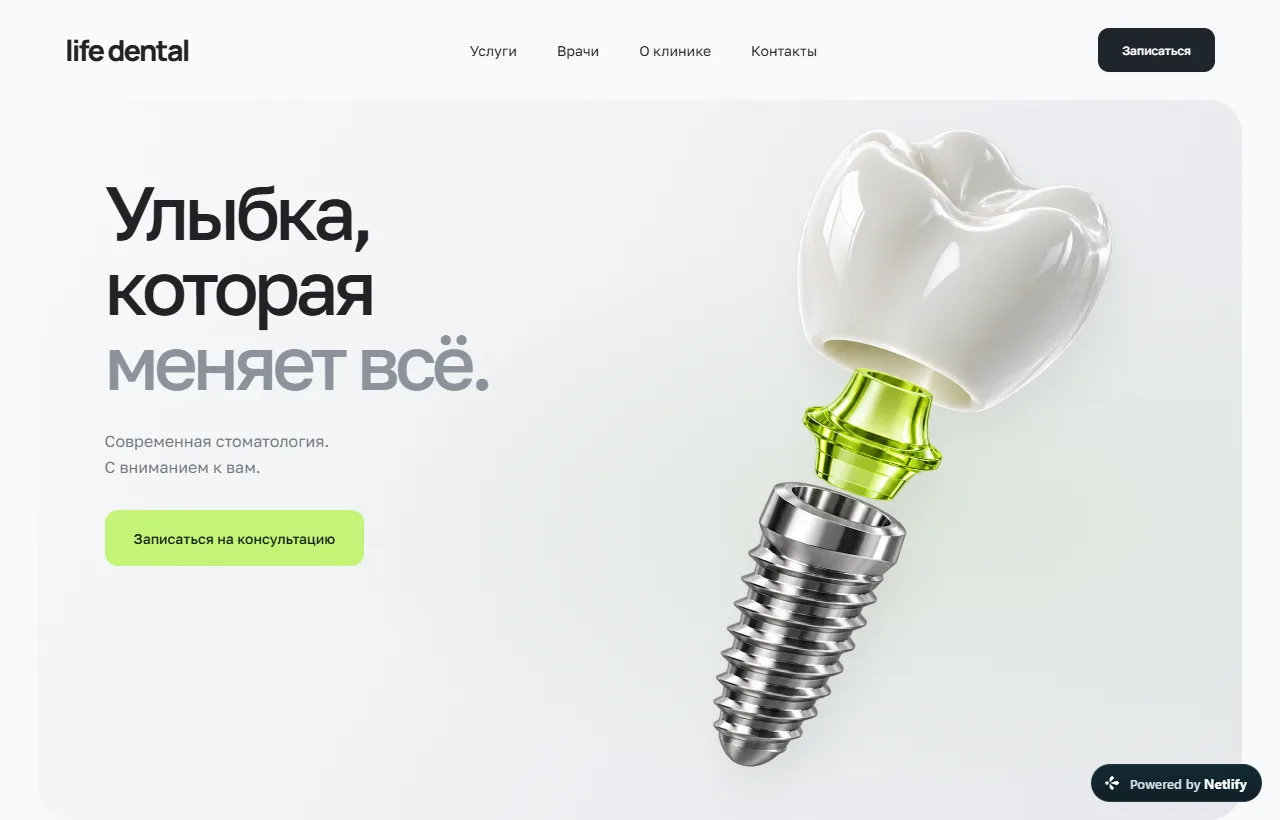 life dental
Услуги
Врачи
О клинике
Контакты
Записаться
Улыбка,
которая
меняет всё.
Современная стоматология.
С вниманием к вам.
Записаться на консультацию
Powered by Netlify